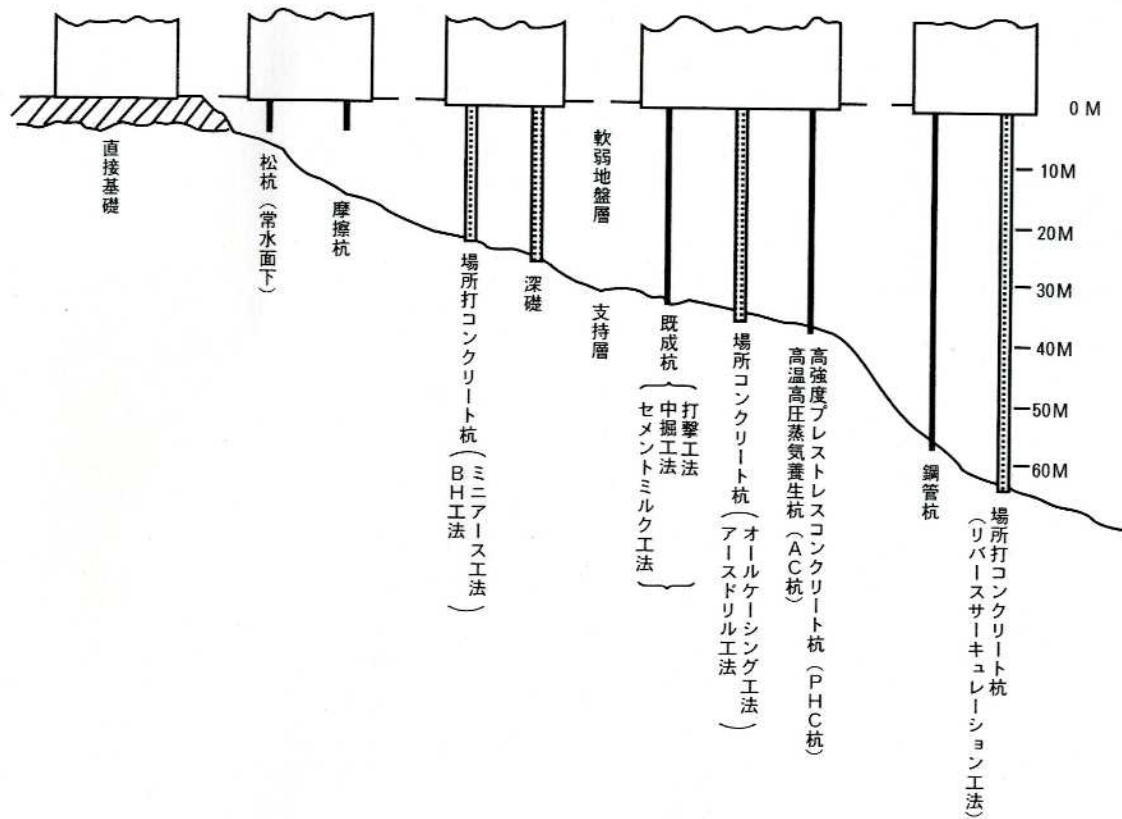 直接基礎
松杭（常水面下）
摩擦杭
場所打コンクリート杭
（ミニアース工法
BH工法）
深礎
軟弱地盤層
支持層
既成杭
｛打撃工法
中掘工法
セメントミルク工法｝
場所コンクリート杭
（オールケーシング工法
アースドリル工法）
高強度プレストレスコンクリート杭（PHC杭）
高温高圧蒸気養生杭（AC杭）
鋼管杭
場所打コンクリート杭
（リバースサーキュレーション工法）
0 M
10M
20M
30M
40M
50M
60M